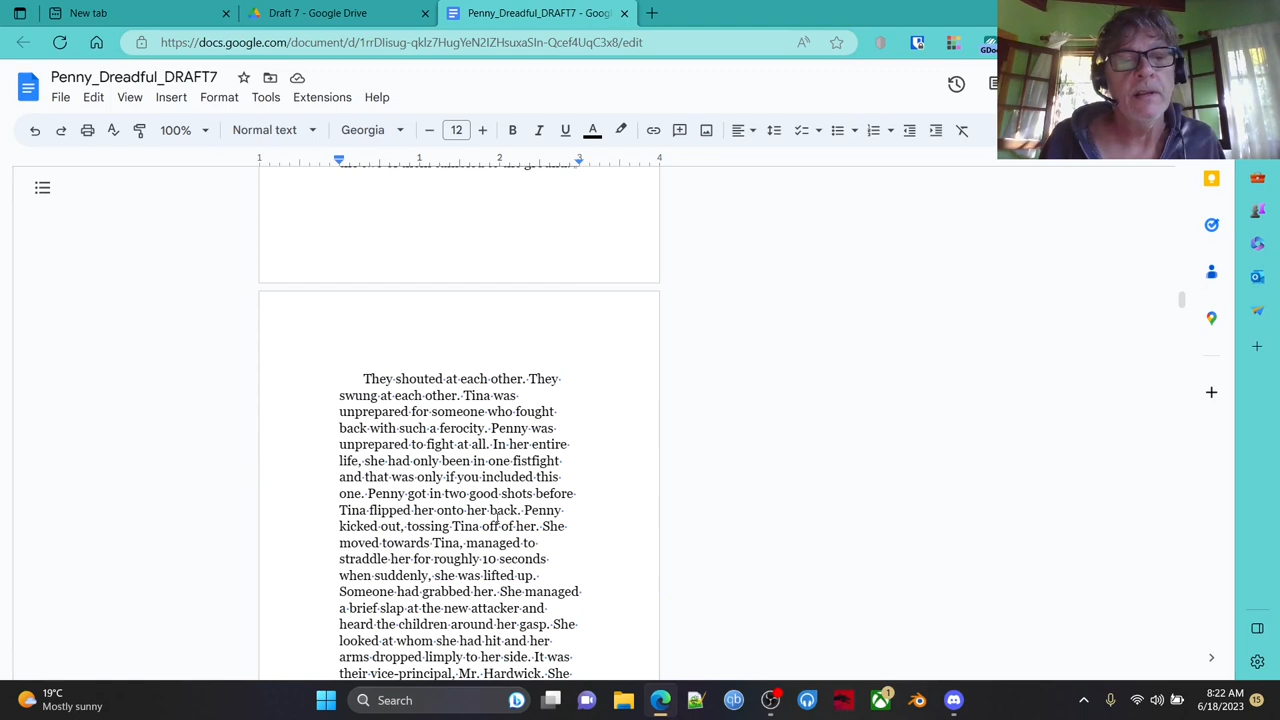 New tab
Draft 7 - Google Drive
Penny_Dreadful_DRAFT7 - Goog
https://docs.google.com/document/d/1rrDlisug-qklz7HugYeN2IZHsuxaSIn-Qcef4UqC3x8/edit
Penny_Dreadful_DRAFT7
File Edit View Insert Format Tools Extensions Help
100% Normal text Georgia 12
1 1 2 3 4
They shouted at each other. They
swung at each other. Tina was
unprepared for someone who fought
back with such a ferocity. Penny was
unprepared to fight at all. In her entire
life, she had only been in one fistfight
and that was only if you included this
one. Penny got in two good shots before
Tina flipped her onto her back. Penny
kicked out, tossing Tina off of her. She
moved towards Tina, managed to
straddle her for roughly 10 seconds
when suddenly, she was lifted up.
Someone had grabbed her. She managed
a brief slap at the new attacker and
heard the children around her gasp. She
looked at whom she had hit and her
arms dropped limply to her side. It was
their vice-principal, Mr. Hardwick. She
19°C
Mostly sunny
Search
8:22 AM
6/18/2023
15